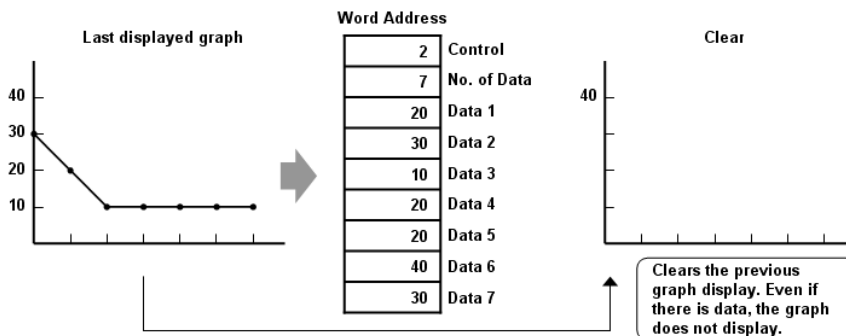 Word Address
Last displayed graph
Clear
2 Control
7 No. of Data
20 Data 1
30 Data 2
10 Data 3
20 Data 4
20 Data 5
40 Data 6
30 Data 7
40
30
20
10
40
Clears the previous
graph display. Even if
there is data, the graph
does not display.